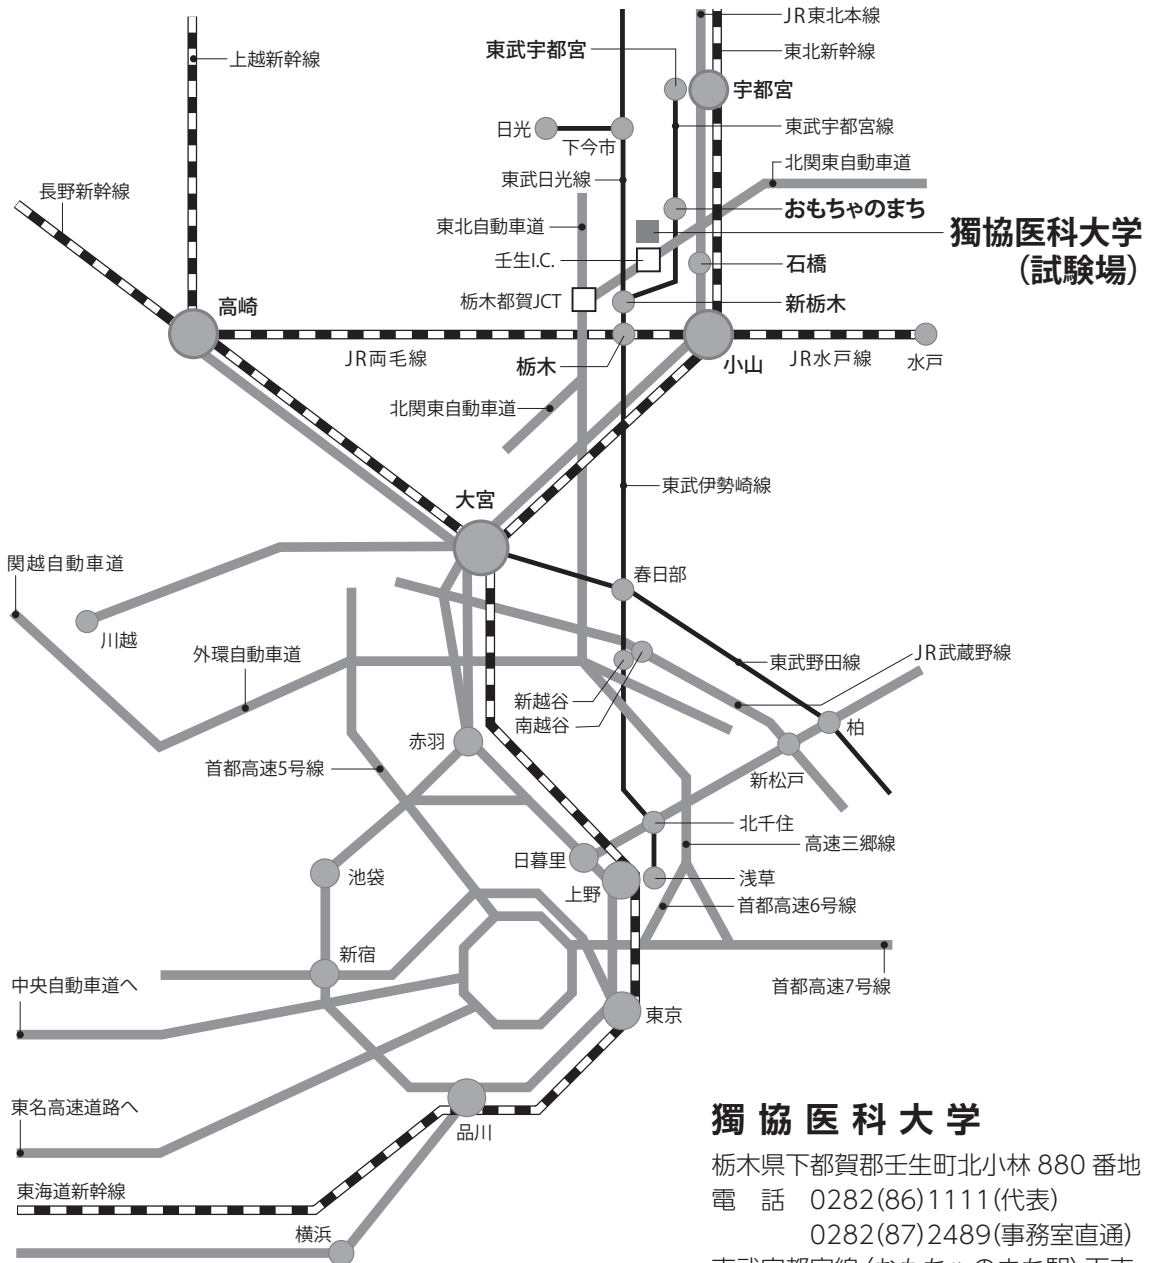 JR東北本線
東武宇都宮
東北新幹線
上越新幹線
宇都宮
日光
下今市
東武宇都宮線
北関東自動車道
東武日光線
長野新幹線
おもちゃのまち
東北自動車道
獨協医科大学
(試験場)
壬生I.C.
石橋
栃木都賀JCT
新栃木
高崎
JR両毛線
栃木
小山
JR水戸線
水戸
北関東自動車道
東武伊勢崎線
大宮
関越自動車道
春日部
川越
外環自動車道
東武野田線
JR武蔵野線
新越谷
南越谷
柏
赤羽
首都高速5号線
新松戸
北千住
高速三郷線
日暮里
池袋
上野
浅草
首都高速6号線
新宿
中央自動車道へ
首都高速7号線
東京
東名高速道路へ
品川
東海道新幹線
横浜
獨協医科大学
栃木県下都賀郡壬生町北小林 880 番地
電 話 0282(86)1111(代表)
0282(87)2489(事務室直通)